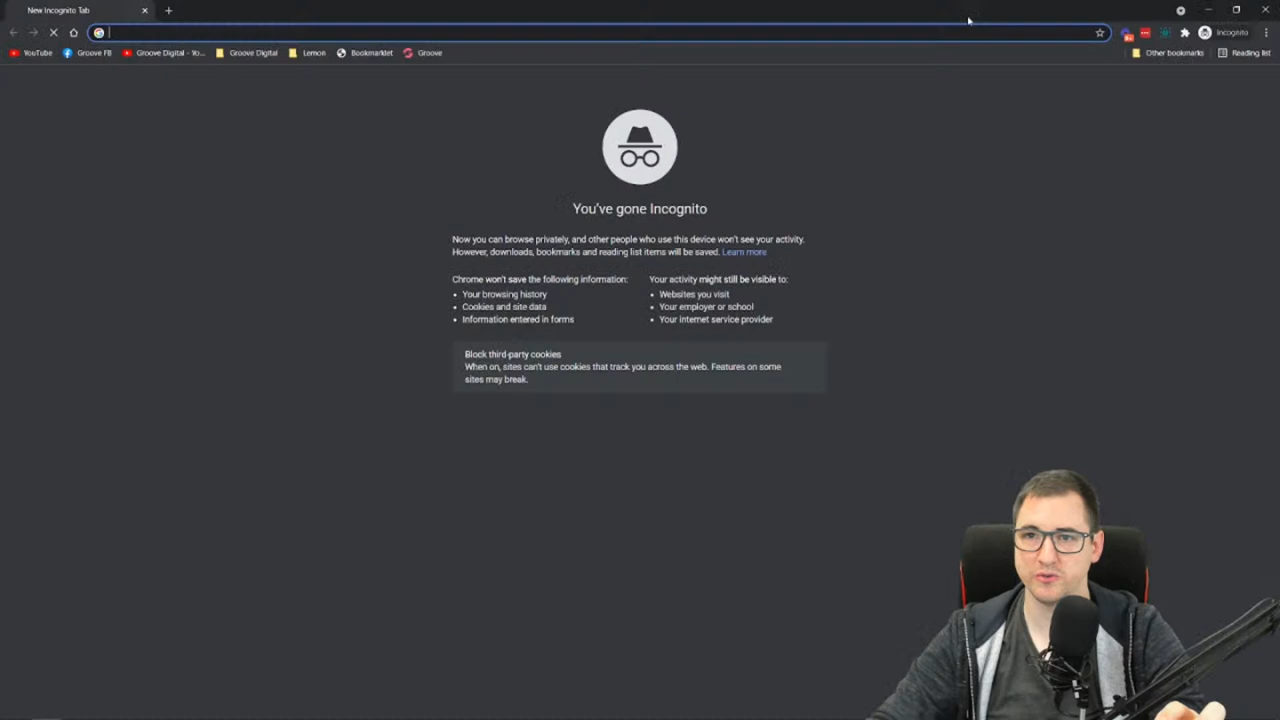 New Incognito Tab
Incognito
YouTube
Groove FB
Groove Digital - Yo...
Groove Digital
Lemon
Bookmarklet
Groove
Other bookmarks
Reading list
You've gone Incognito
Now you can browse privately, and other people who use this device won't see your activity.
However, downloads, bookmarks and reading list items will be saved. Learn more
Chrome won't save the following information:
• Your browsing history
• Cookies and site data
• Information entered in forms
Your activity might still be visible to:
• Websites you visit
• Your employer or school
• Your internet service provider
Block third-party cookies
When on, sites can't use cookies that track you across the web. Features on some
sites may break.